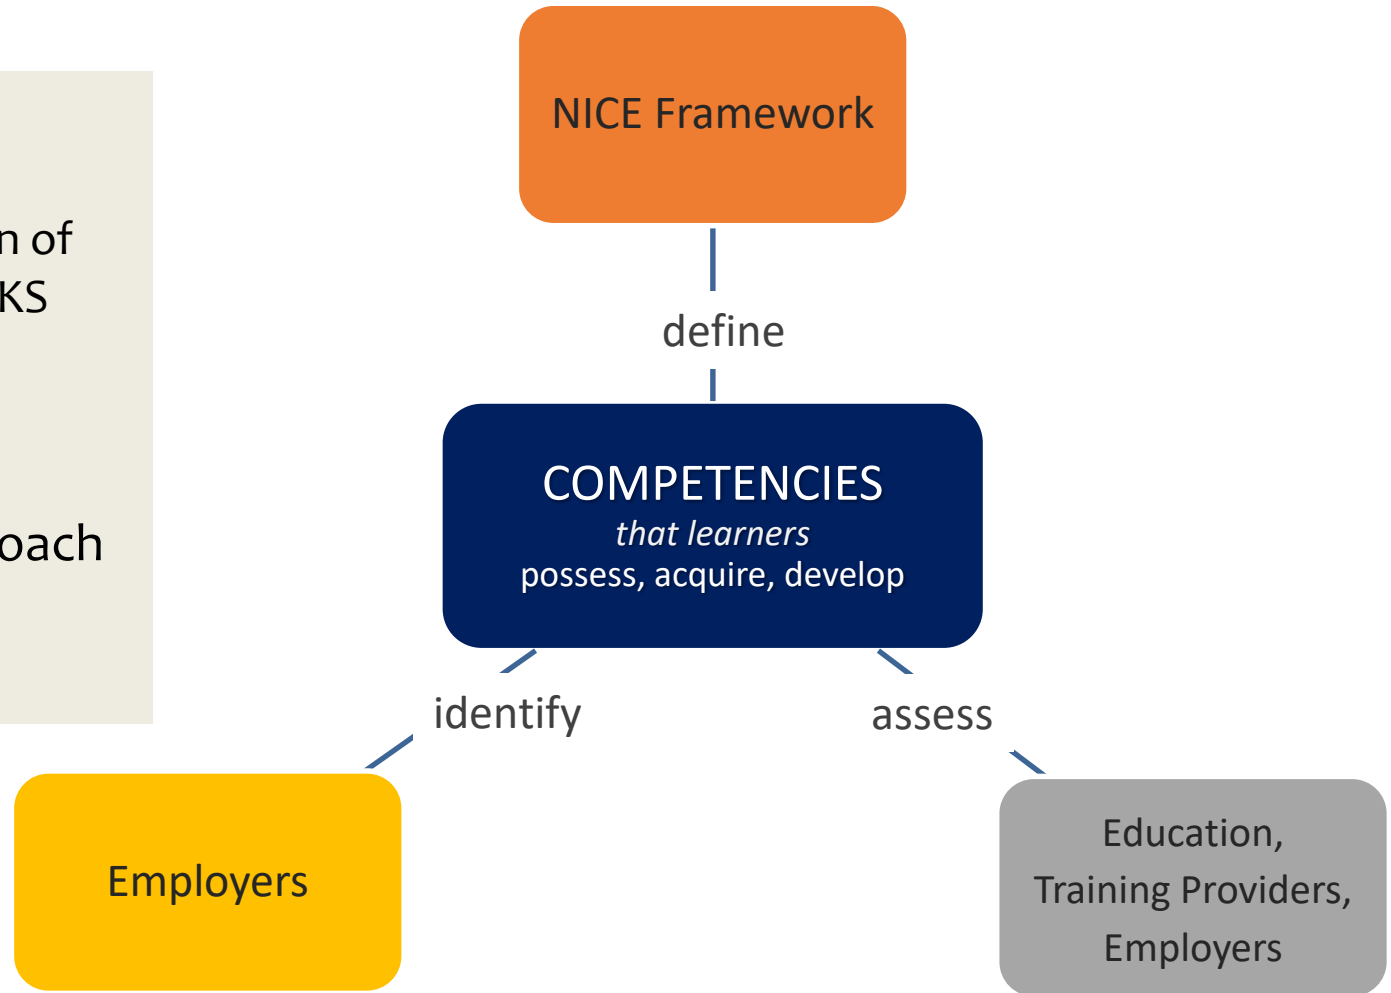 NICE Framework
n of
KS
define
COMPETENCIES
that learners
possess, acquire, develop
oach
identify
assess
Employers
Education,
Training Providers,
Employers